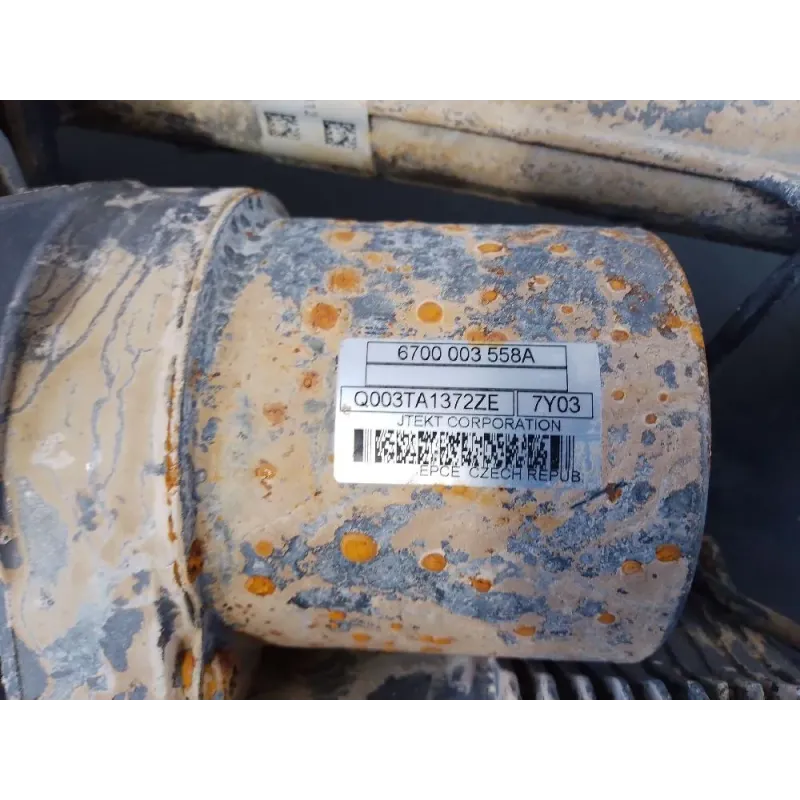 6700 003 558A
Q003TA1372ZE 7Y03
JTEKT CORPORATION
EPCE CZECH REPUB